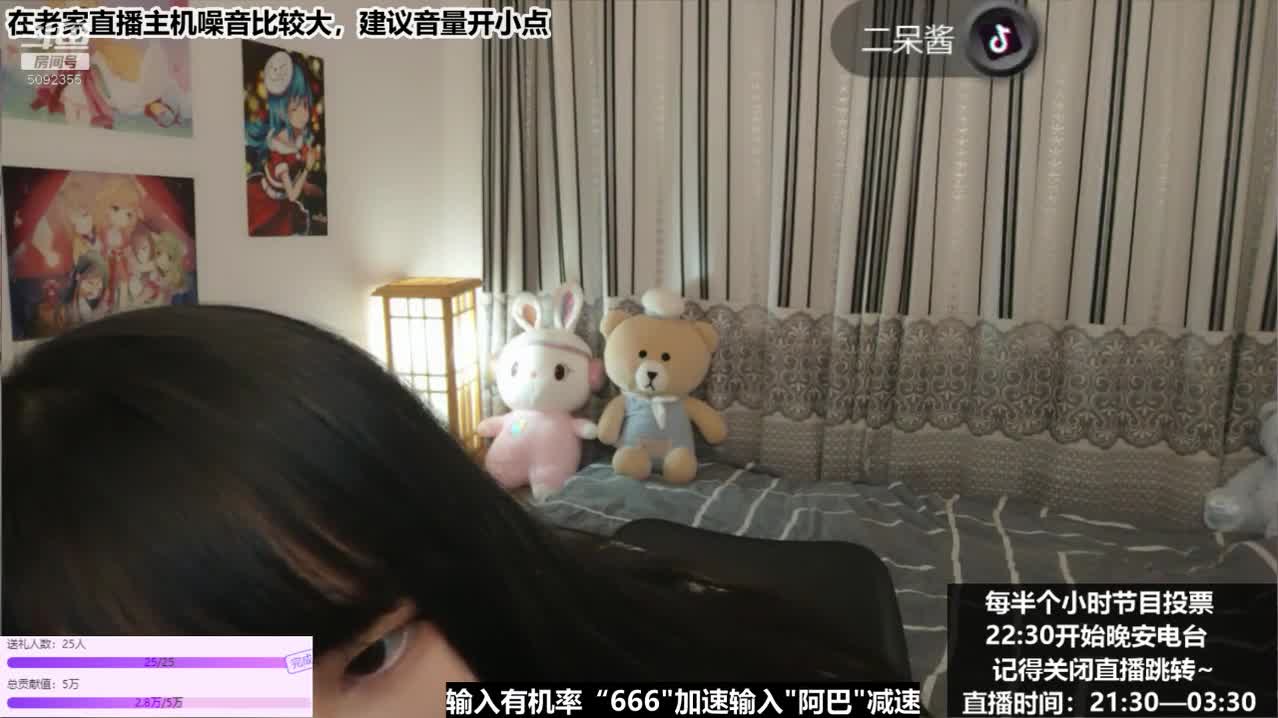 在老家直播主机噪音比较大，建议音量开小点
斗鱼
房间号
5092355
二呆酱
送礼人数：25人
25/25
完成
总贡献值：5万
2.8万/5万
输入有机率“666"加速输入"阿巴"减速
每半个小时节目投票
22:30开始晚安电台
记得关闭直播跳转~
直播时间：21:30—03:30